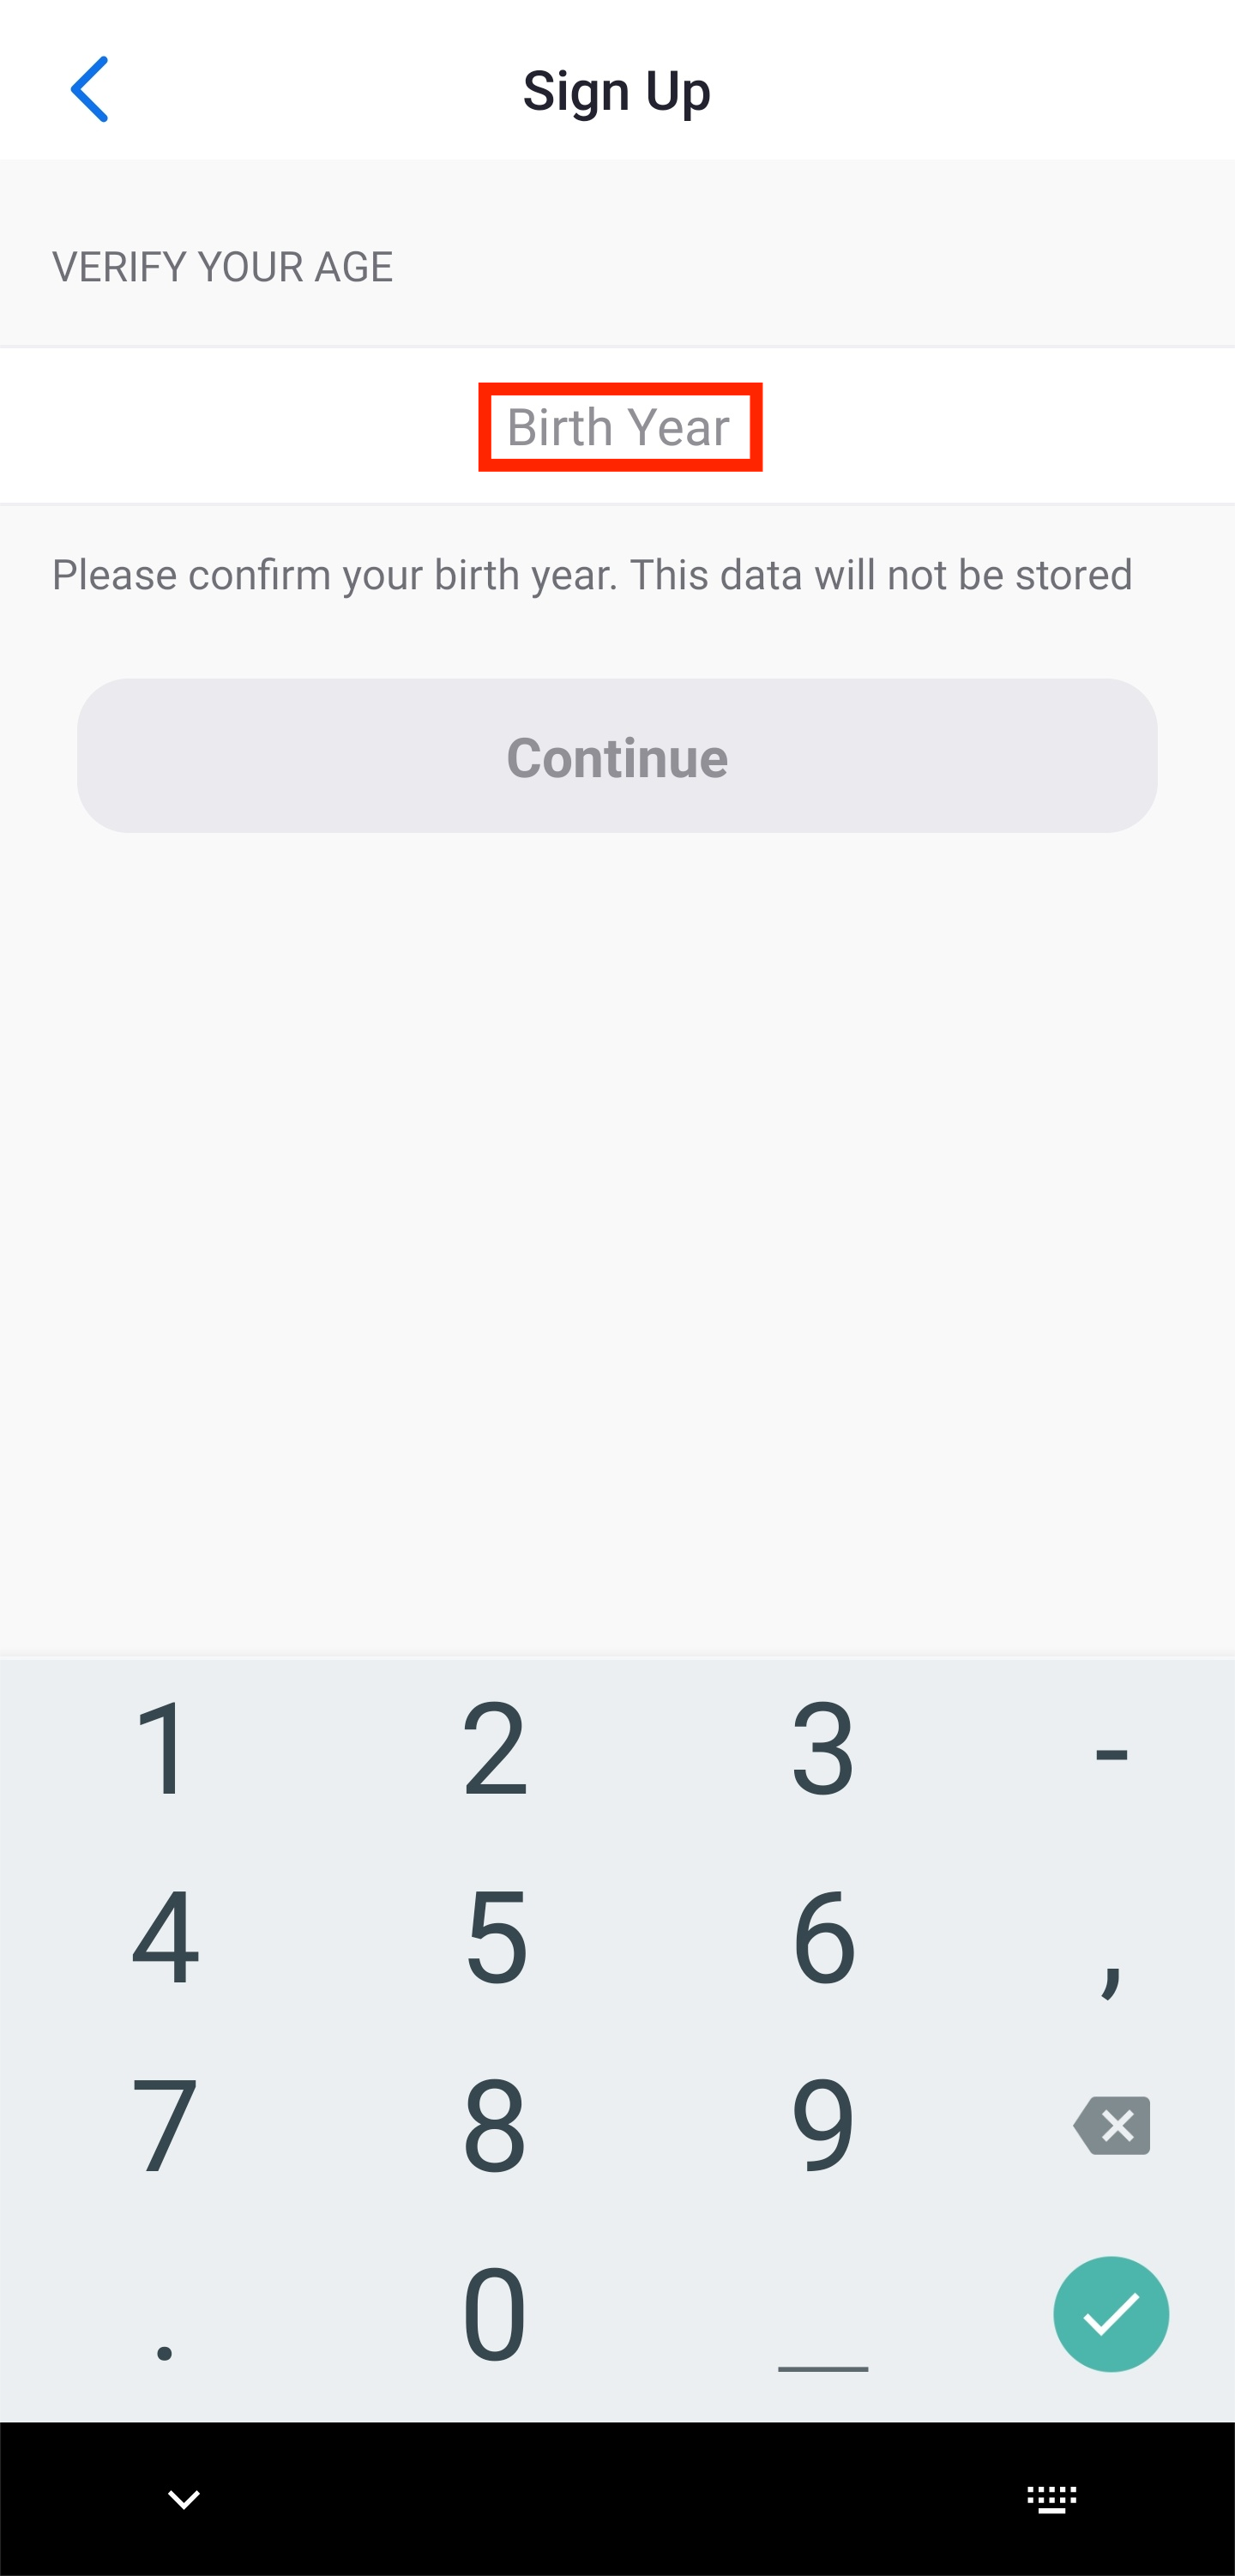 Sign Up
VERIFY YOUR AGE
Birth Year
Please confirm your birth year. This data will not be stored
Continue
1 2 3 -
4 5 6 ,
7 8 9
. 0 _